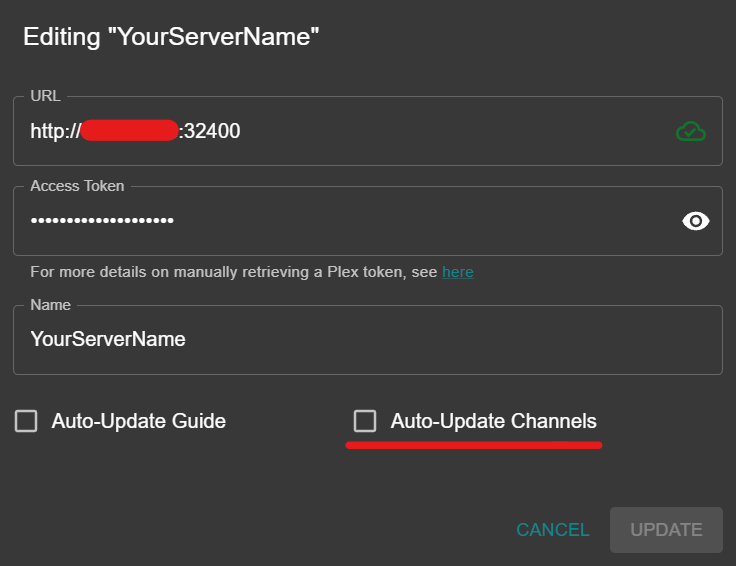 Editing "YourServerName"
URL
http:// :32400
Access Token
••••••••••••••••••••
For more details on manually retrieving a Plex token, see here
Name
YourServerName
Auto-Update Guide
Auto-Update Channels
CANCEL
UPDATE